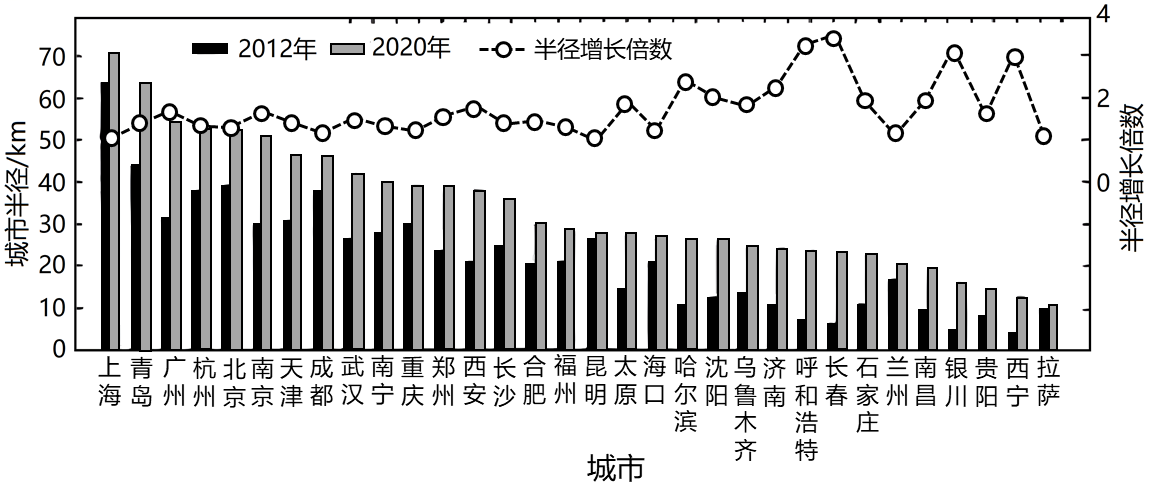 2012年 2020年 半径增长倍数
城市半径/km
70
60
50
40
30
20
10
0
4
2
0
半径增长倍数
上海 青岛 广州 杭州 北京 南京 天津 成都 武汉 南宁 重庆 郑州 西安 长沙 合肥 福州 昆明 太原 海口 哈尔滨 沈阳 乌鲁木齐 济南 呼和浩特 长春 石家庄 兰州 南昌 银川 贵阳 西宁 拉萨
城市